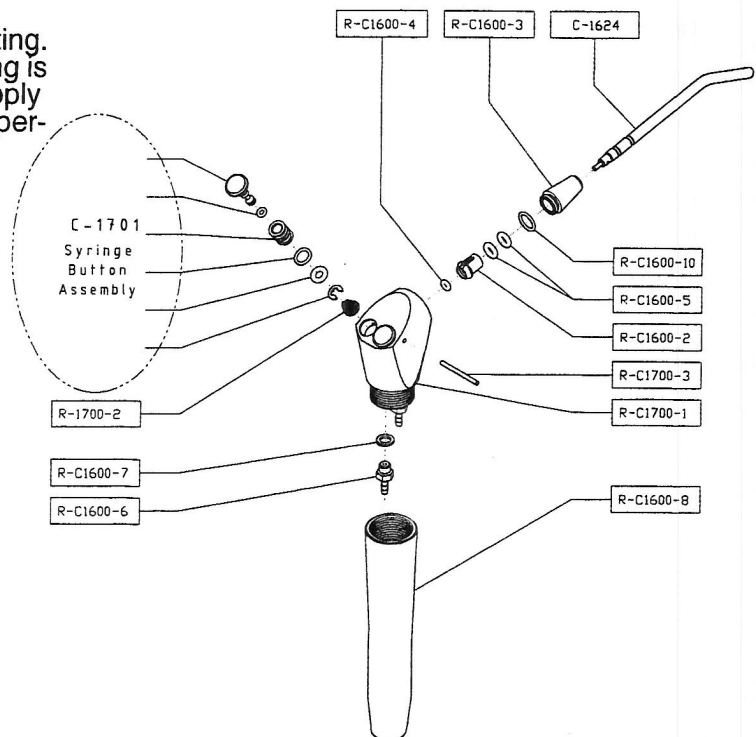 ting.
g is
pply
per-
R-C1600-4
R-C1600-3
C-1624
C-1701
Syringe
Button
Assembly
R-C1600-10
R-C1600-5
R-C1600-2
R-C1700-3
R-C1700-1
R-1700-2
R-C1600-7
R-C1600-6
R-C1600-8